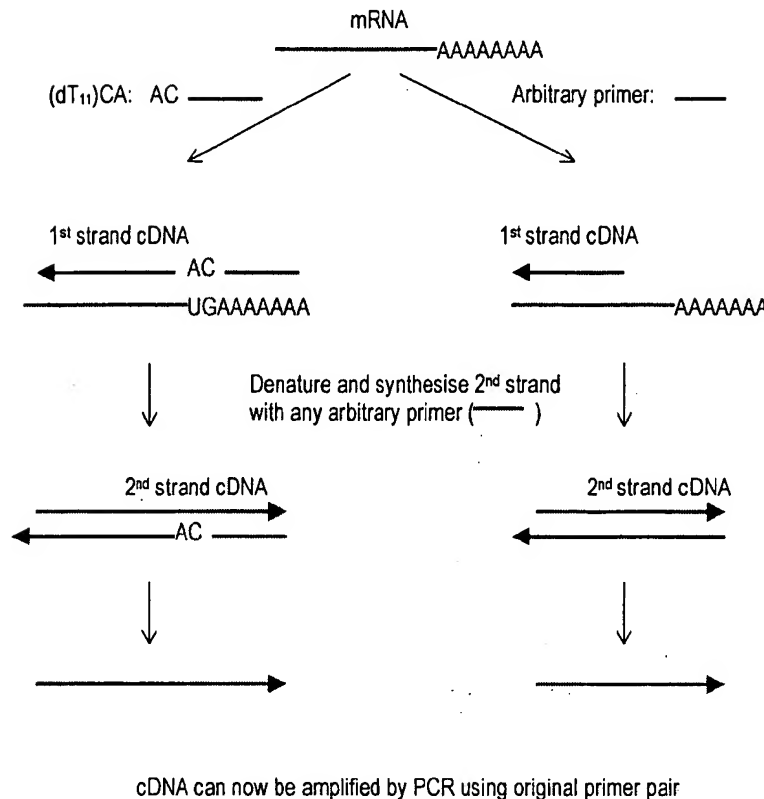 mRNA
AAAAAAAA
(dT₁₁)CA: AC
Arbitrary primer:
1st strand cDNA
1st strand cDNA
AC
UGAAAAAAA
AAAAAAA
Denature and synthesise 2nd strand
with any arbitrary primer ( )
2nd strand cDNA
2nd strand cDNA
AC
cDNA can now be amplified by PCR using original primer pair